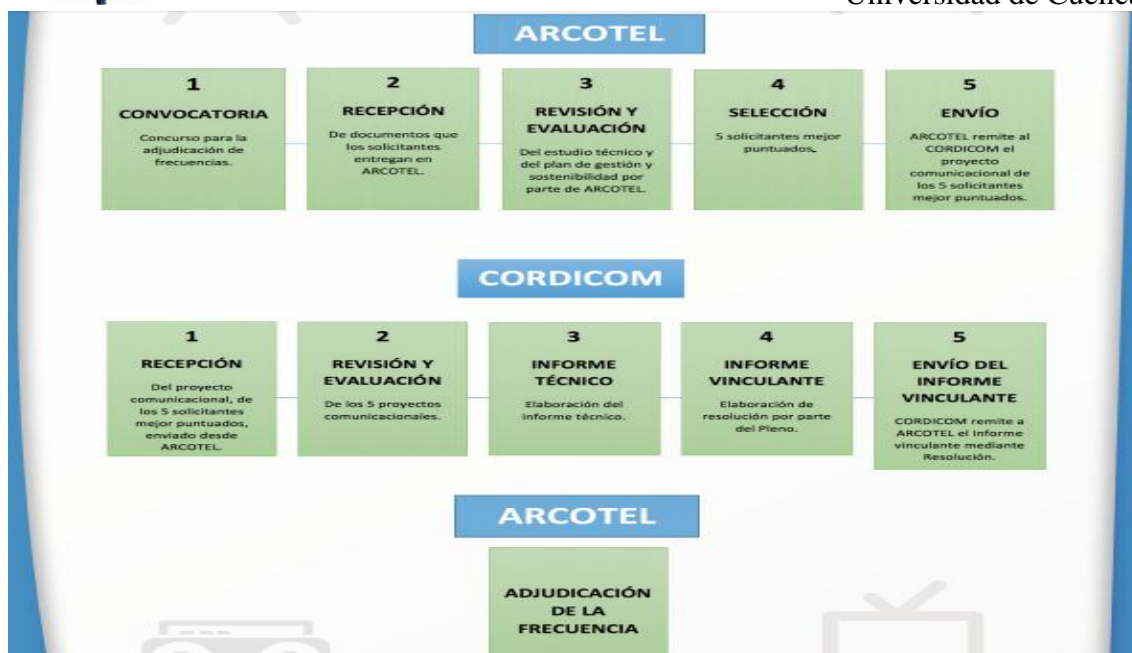 Universidad de Cuenca
ARCOTEL
1
CONVOCATORIA
Concurso para la
adjudicación de
frecuencias.
2
RECEPCIÓN
De documentos que
los solicitantes
entregan en
ARCOTEL.
3
REVISIÓN Y
EVALUACIÓN
Del estudio técnico y
del plan de gestión y
sostenibilidad por
parte de ARCOTEL.
4
SELECCIÓN
5 solicitantes mejor
puntuados.
5
ENVÍO
ARCOTEL remite al
CORDICOM el
proyecto
comunicacional de
los 5 solicitantes
mejor puntuados.
CORDICOM
1
RECEPCIÓN
Del proyecto
comunicacional, de
los 5 solicitantes
mejor puntuados,
enviado desde
ARCOTEL.
2
REVISIÓN Y
EVALUACIÓN
De los 5 proyectos
comunicacionales.
3
INFORME
TÉCNICO
Elaboración del
informe técnico.
4
INFORME
VINCULANTE
Elaboración de
resolución por parte
del Pleno.
5
ENVÍO DEL
INFORME
VINCULANTE
CORDICOM remite a
ARCOTEL el informe
vinculante mediante
Resolución.
ARCOTEL
ADJUDICACIÓN
DE LA
FRECUENCIA